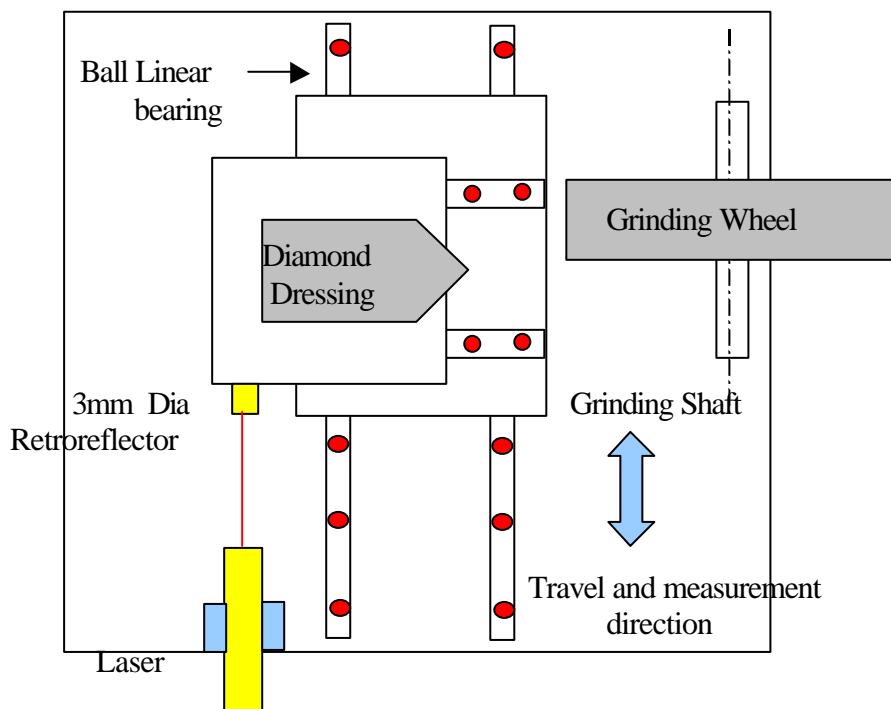 Ball Linear
bearing
Grinding Wheel
Diamond
Dressing
3mm Dia
Retroreflector
Grinding Shaft
Travel and measurement
direction
Laser